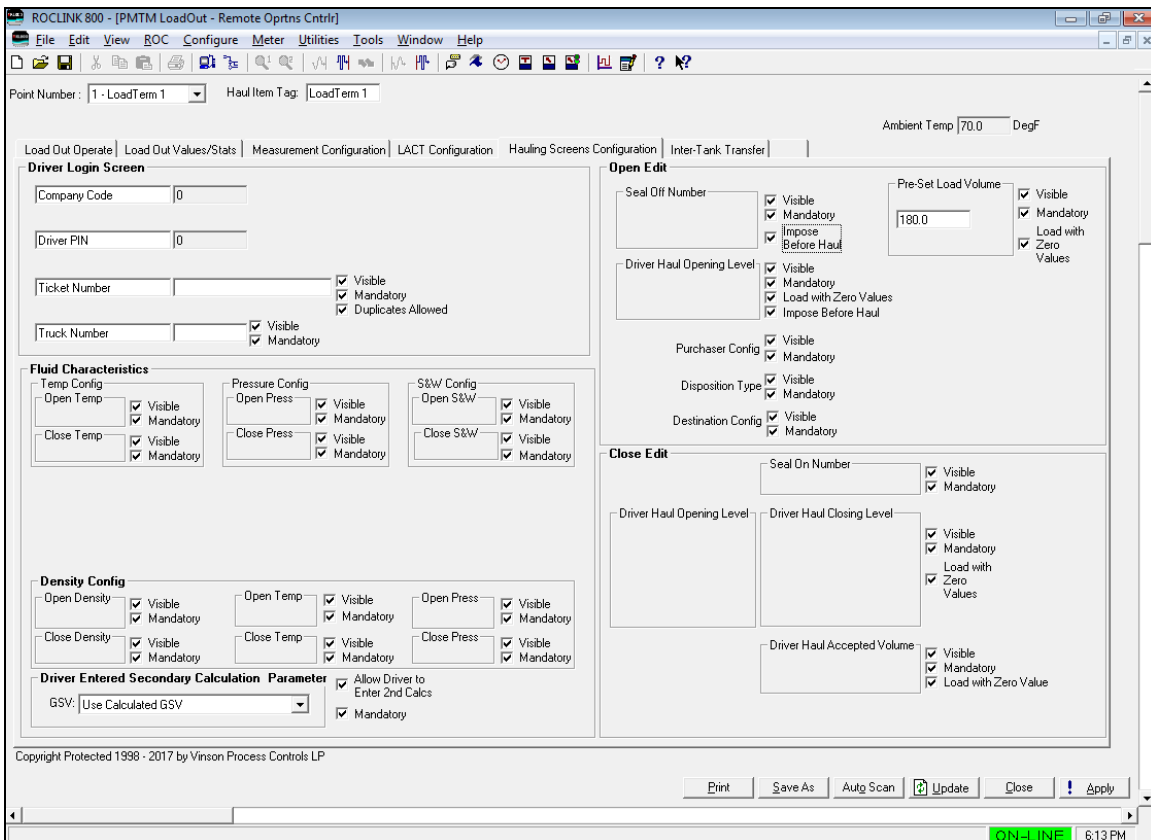 ROCLINK 800 - [PMTM LoadOut - Remote Oprtns Cntrlr]
File Edit View ROC Configure Meter Utilities Tools Window Help
Point Number : 1 - LoadTerm 1 Haul Item Tag: LoadTerm 1
Ambient Temp 70.0 DegF
Load Out Operate Load Out Values/Stats Measurement Configuration LACT Configuration Hauling Screens Configuration Inter-Tank Transfer
Driver Login Screen
Company Code 0
Driver PIN 0
Ticket Number
Visible
Mandatory
Duplicates Allowed
Truck Number
Visible
Mandatory
Fluid Characteristics
Temp Config
Open Temp
Visible
Mandatory
Close Temp
Visible
Mandatory
Pressure Config
Open Press
Visible
Mandatory
Close Press
Visible
Mandatory
S&W Config
Open S&W
Visible
Mandatory
Close S&W
Visible
Mandatory
Density Config
Open Density
Visible
Mandatory
Close Density
Visible
Mandatory
Open Temp
Visible
Mandatory
Close Temp
Visible
Mandatory
Open Press
Visible
Mandatory
Close Press
Visible
Mandatory
Driver Entered Secondary Calculation Parameter
GSV: Use Calculated GSV
Allow Driver to
Enter 2nd Calcs
Mandatory
Open Edit
Seal Off Number
Visible
Mandatory
Impose
Before Haul
Pre-Set Load Volume
180.0
Visible
Mandatory
Load with
Zero
Values
Driver Haul Opening Level
Visible
Mandatory
Load with Zero Values
Impose Before Haul
Purchaser Config
Visible
Mandatory
Disposition Type
Visible
Mandatory
Destination Config
Visible
Mandatory
Close Edit
Seal On Number
Visible
Mandatory
Driver Haul Opening Level
Driver Haul Closing Level
Visible
Mandatory
Load with
Zero
Values
Driver Haul Accepted Volume
Visible
Mandatory
Load with Zero Value
Copyright Protected 1998 - 2017 by Vinson Process Controls LP
Print Save As Auto Scan Update Close ! Apply
ON-LINE 6:13 PM